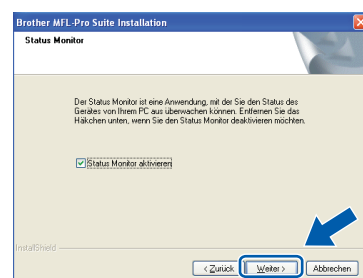 Brother MFL-Pro Suite Installation
Status Monitor
Der Status Monitor ist eine Anwendung, mit der Sie den Status des
Gerätes von Ihrem PC aus überwachen können. Entfernen Sie das
Häkchen unten, wenn Sie den Status Monitor deaktivieren möchten.
Status Monitor aktivieren
InstallShield
< Zurück
Weiter >
Abbrechen